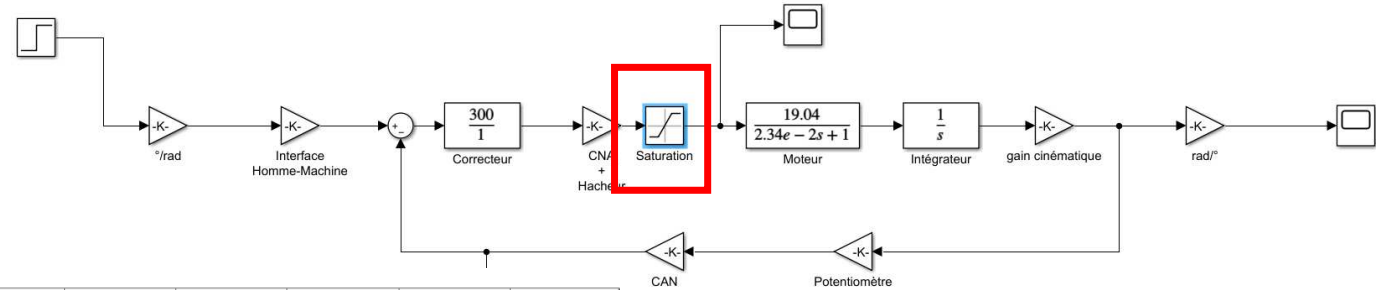 -K-
°/rad
-K-
Interface
Homme-Machine
+
-
300
1
Correcteur
-K-
CNA
+
Hacheur
Saturation
19.04
2.34e − 2s + 1
Moteur
1
s
Intégrateur
-K-
gain cinématique
-K-
rad/°
-K-
CAN
-K-
Potentiomètre